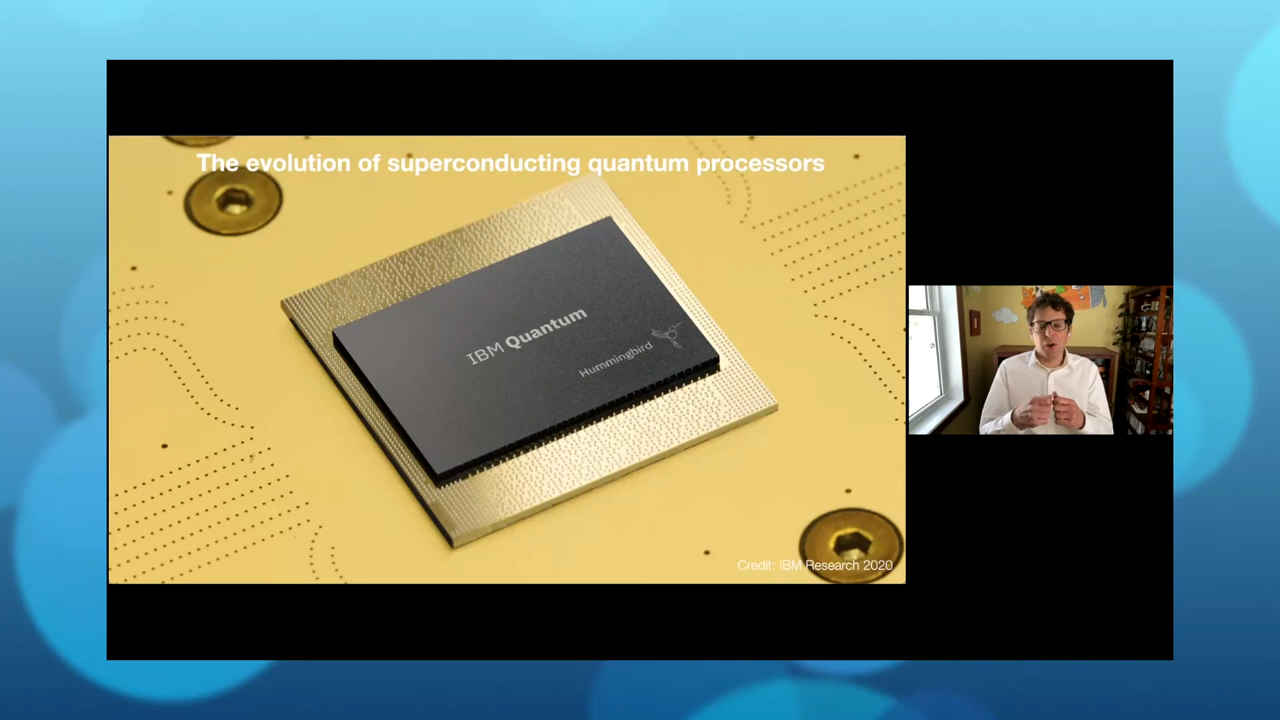 The evolution of superconducting quantum processors
IBM Quantum
Hummingbird
Credit: IBM Research 2020